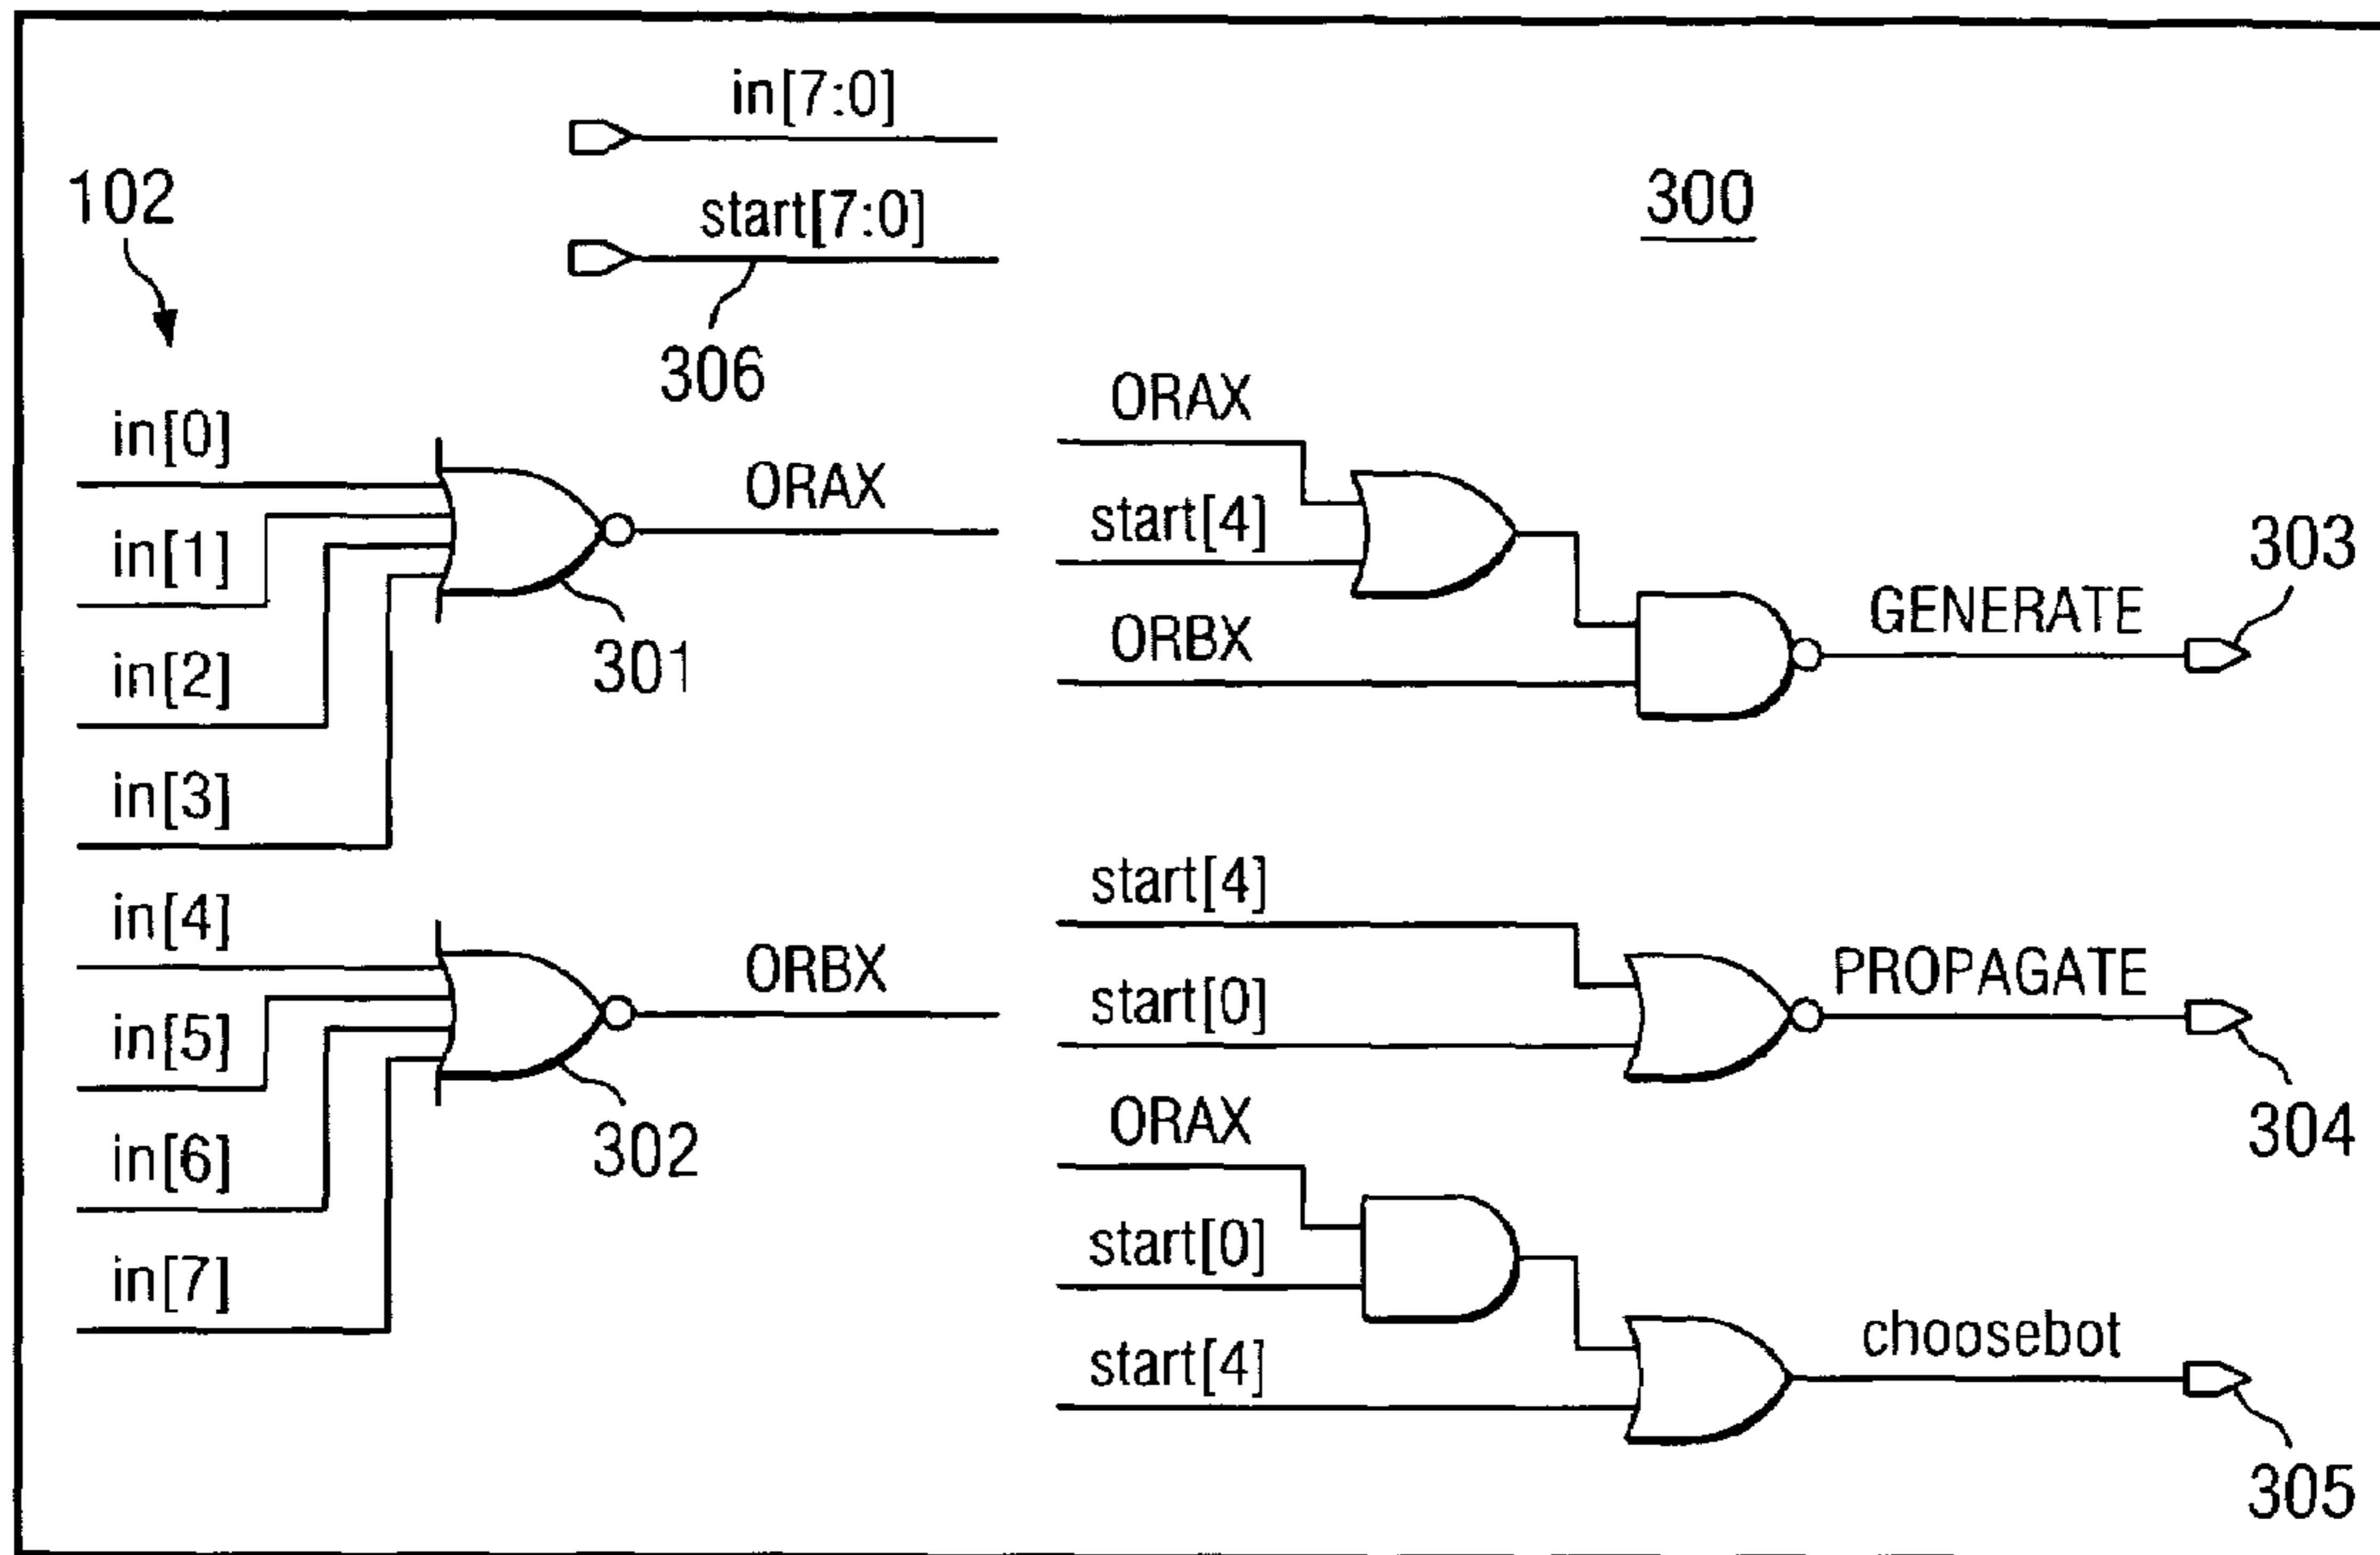 in[7:0]
102
start[7:0]
300
306
in[0]
in[1]
in[2]
in[3]
ORAX
301
in[4]
in[5]
in[6]
in[7]
ORBX
302
ORAX
start[4]
ORBX
GENERATE
303
start[4]
start[0]
PROPAGATE
304
ORAX
start[0]
start[4]
choosebot
305